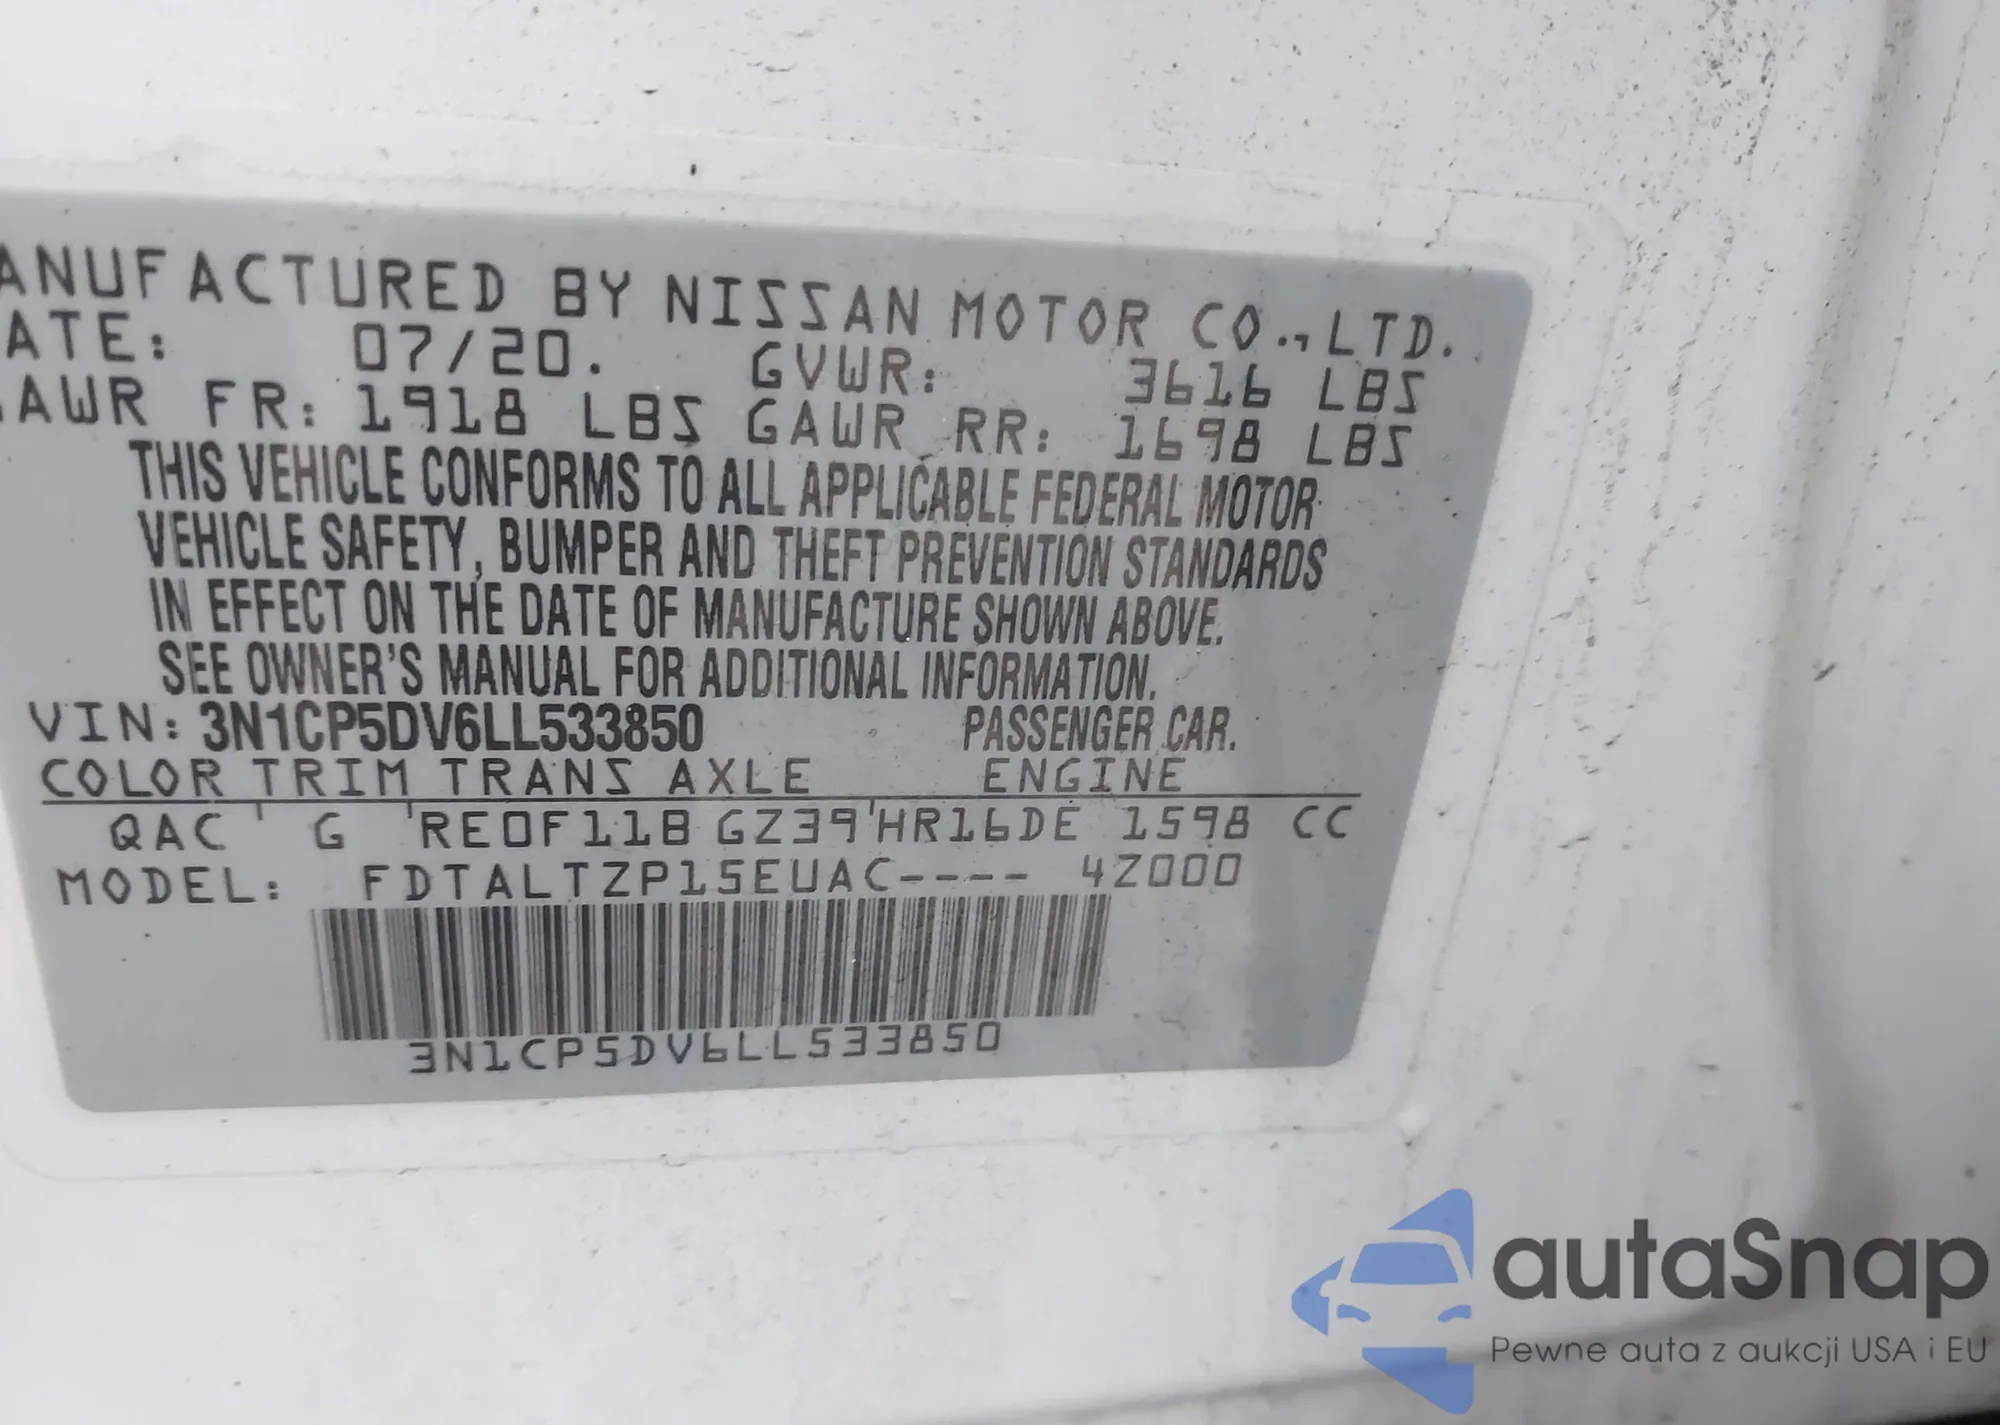 ANUFACTURED BY NISSAN MOTOR CO.,LTD.
ATE: 07/20. GVWR: 3616 LBS
AWR FR: 1918 LBS GAWR RR: 1698 LBS
THIS VEHICLE CONFORMS TO ALL APPLICABLE FEDERAL MOTOR
VEHICLE SAFETY, BUMPER AND THEFT PREVENTION STANDARDS
IN EFFECT ON THE DATE OF MANUFACTURE SHOWN ABOVE.
SEE OWNER'S MANUAL FOR ADDITIONAL INFORMATION.
VIN: 3N1CP5DV6LL533850 PASSENGER CAR.
COLOR TRIM TRANS AXLE ENGINE
QAC G RE0F11B GZ39 HR16DE 1598 CC
MODEL: FDTALTZP15EUAC---- 4Z000
3N1CP5DV6LL533850
autaSnap
Pewne auta z aukcji USA i EU